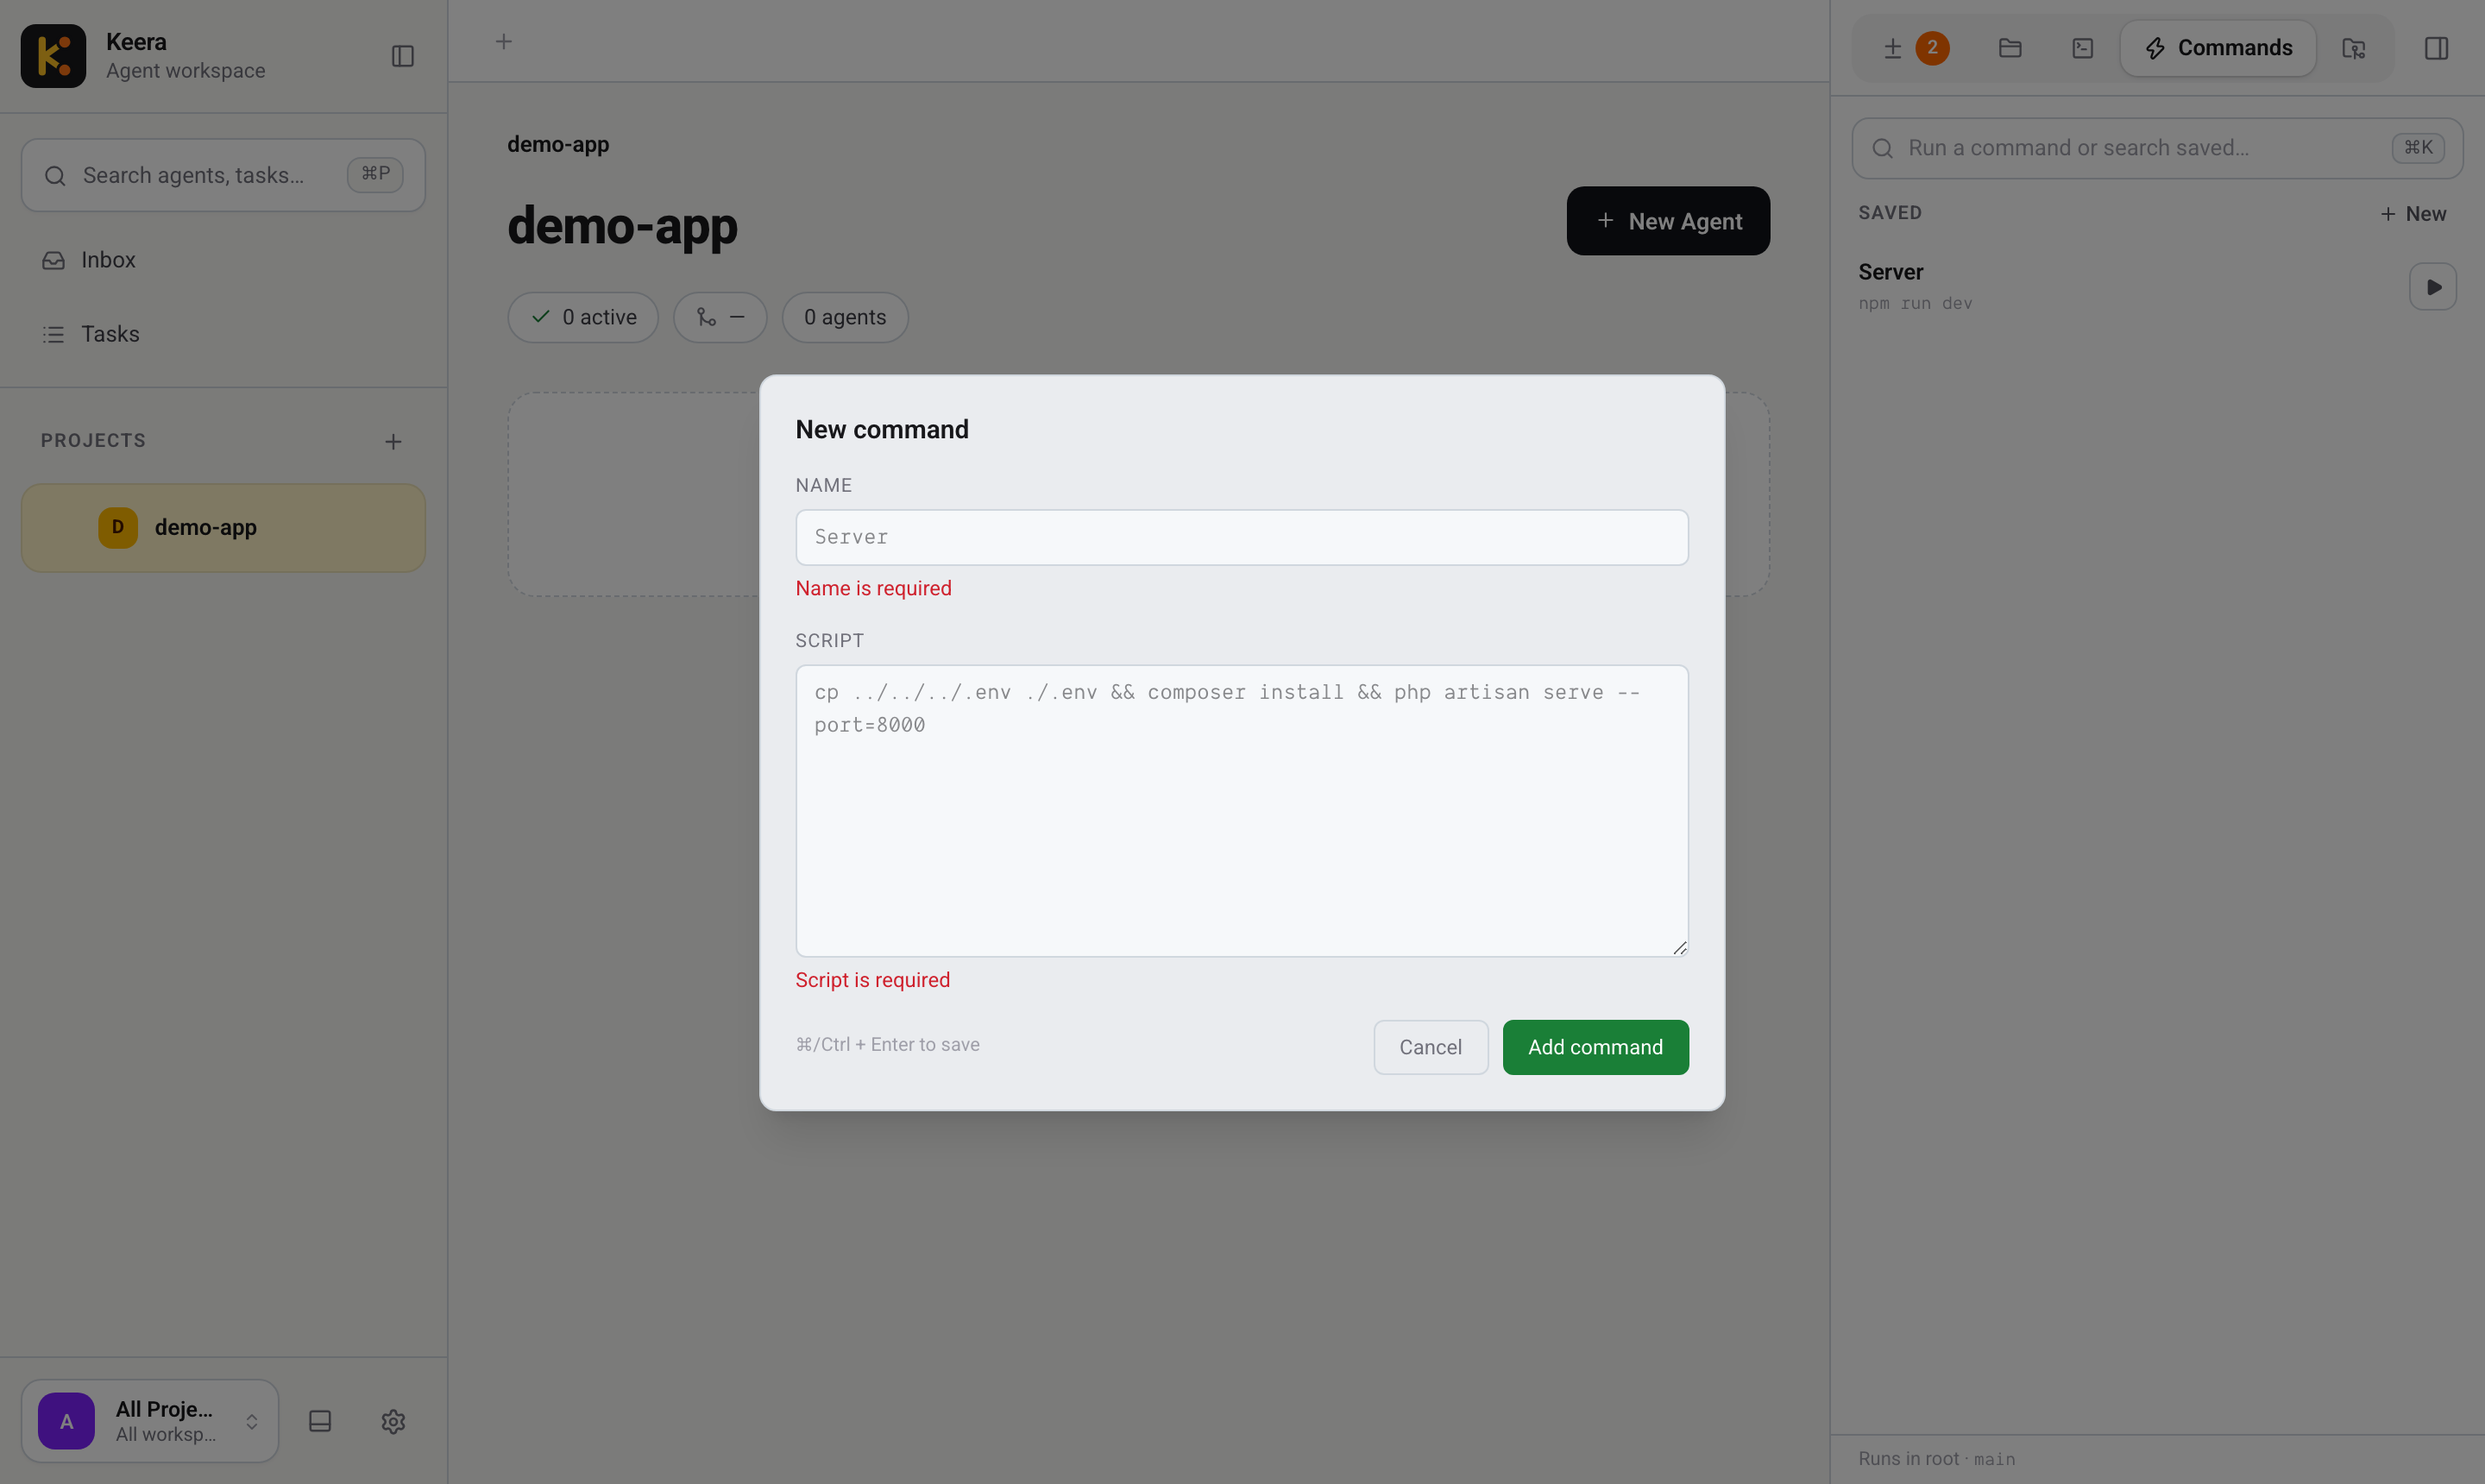 Keera
Agent workspace
Search agents, tasks...
⌘P
Inbox
Tasks
PROJECTS
D
demo-app
A
All Proje...
All worksp...
demo-app
demo-app
New Agent
0 active
–
0 agents
New command
NAME
Server
Name is required
SCRIPT
cp ../../../.env ./.env && composer install && php artisan serve --
port=8000
Script is required
⌘/Ctrl + Enter to save
Cancel
Add command
2
Commands
Run a command or search saved...
⌘K
SAVED
New
Server
npm run dev
Runs in root · main